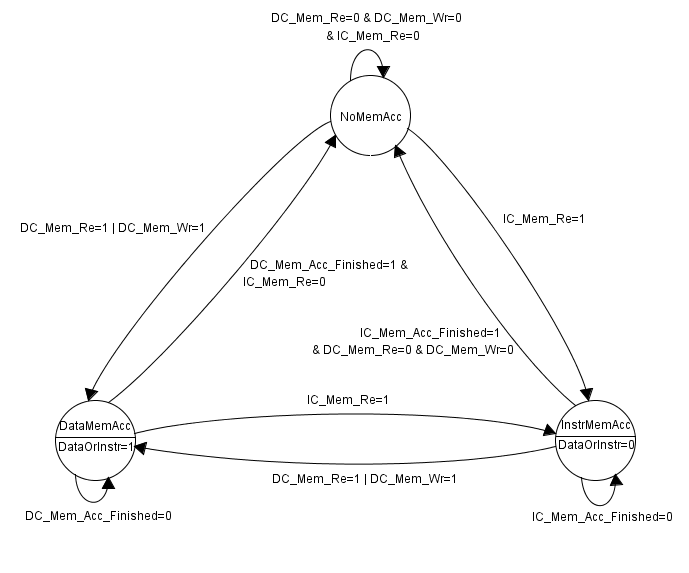 DC_Mem_Re=0 & DC_Mem_Wr=0
& IC_Mem_Re=0
NoMemAcc
DC_Mem_Re=1 | DC_Mem_Wr=1
IC_Mem_Re=1
DC_Mem_Acc_Finished=1 &
IC_Mem_Re=0
IC_Mem_Acc_Finished=1
& DC_Mem_Re=0 & DC_Mem_Wr=0
IC_Mem_Re=1
DataMemAcc
DataOrInstr=1
InstrMemAcc
DataOrInstr=0
DC_Mem_Re=1 | DC_Mem_Wr=1
DC_Mem_Acc_Finished=0
IC_Mem_Acc_Finished=0